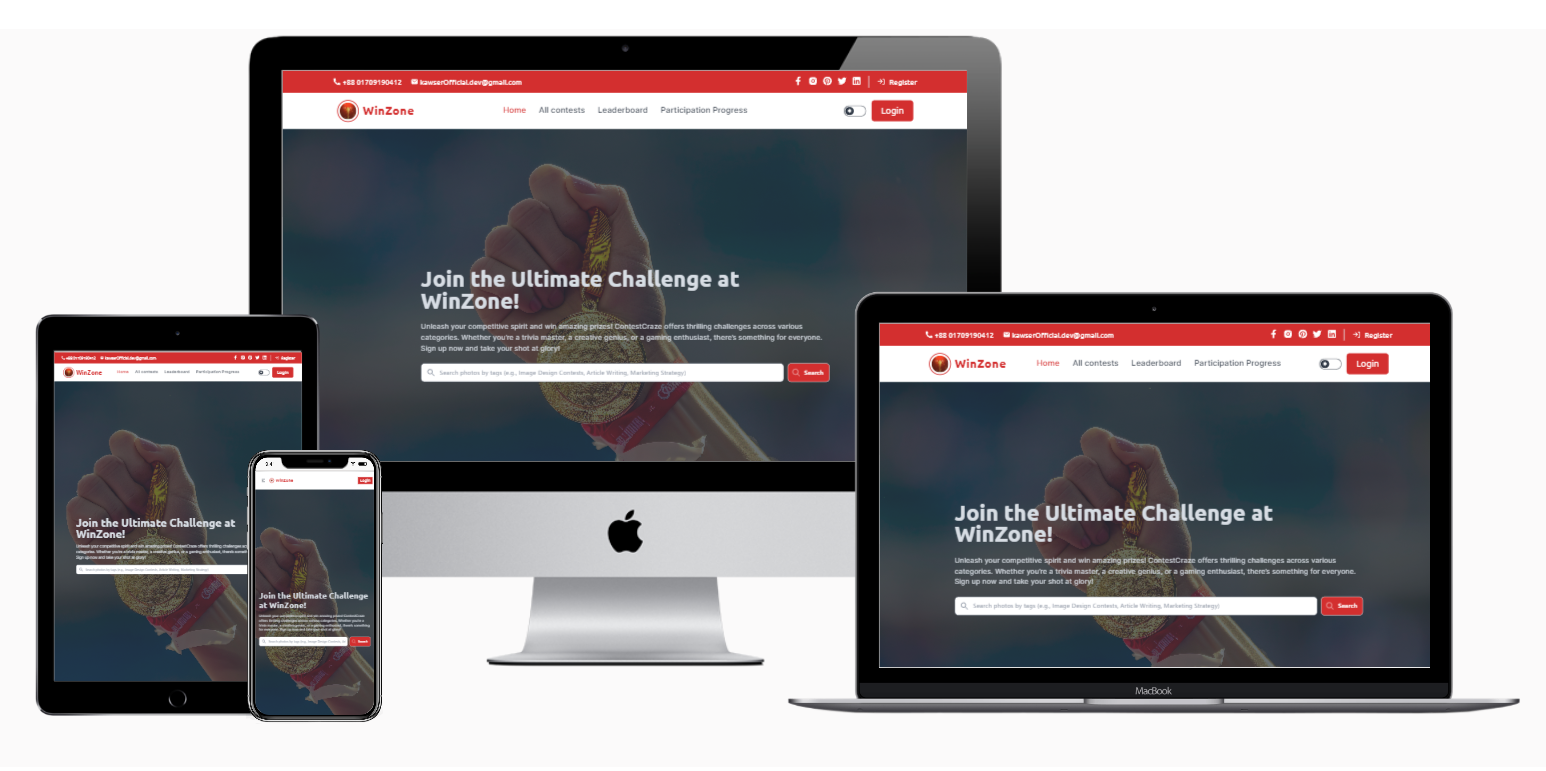 +88 01709190412 kawserOfficial.dev@gmail.com Register
WinZone Home All contests Leaderboard Participation Progress Login
Join the Ultimate Challenge at
WinZone!
Unleash your competitive spirit and win amazing prizes! ContestCraze offers thrilling challenges across various
categories. Whether you're a trivia master, a creative genius, or a gaming enthusiast, there's something for everyone.
Sign up now and take your shot at glory!
Search photos by tags (e.g., Image Design Contests, Article Writing, Marketing Strategy) Search
+88 01709190412 kawserOfficial.dev@gmail.com Register
WinZone Home All contests Leaderboard Participation Progress Login
Join the Ultimate Challenge at
WinZone!
Unleash your competitive spirit and win amazing prizes! ContestCraze offers thrilling challenges across various
categories. Whether you're a trivia master, a creative genius, or a gaming enthusiast, there's something for everyone.
Sign up now and take your shot at glory!
Search photos by tags (e.g., Image Design Contests, Article Writing, Marketing Strategy) Search
MacBook
+88 01709190412 kawserOfficial.dev@gmail.com Register
WinZone Home All contests Leaderboard Participation Progress Login
Join the Ultimate Challenge at
WinZone!
Unleash your competitive spirit and win amazing prizes! ContestCraze offers thrilling challenges
categories. Whether you're a trivia master, a creative genius, or a gaming enthusiast, there's
Sign up now and take your shot at glory!
Search photos by tags (e.g., Image Design Contests, Article Writing, Marketing Strategy)
WinZone Login
Join the Ultimate Challenge
at WinZone!
Unleash your competitive spirit and win amazing prizes! ContestCraze
offers thrilling challenges across various categories. Whether you're a
trivia master, a creative genius, or a gaming enthusiast, there's something
for everyone. Sign up now and take your shot at glory!
Search photos by tags (e.g., Image Design Contests, Search